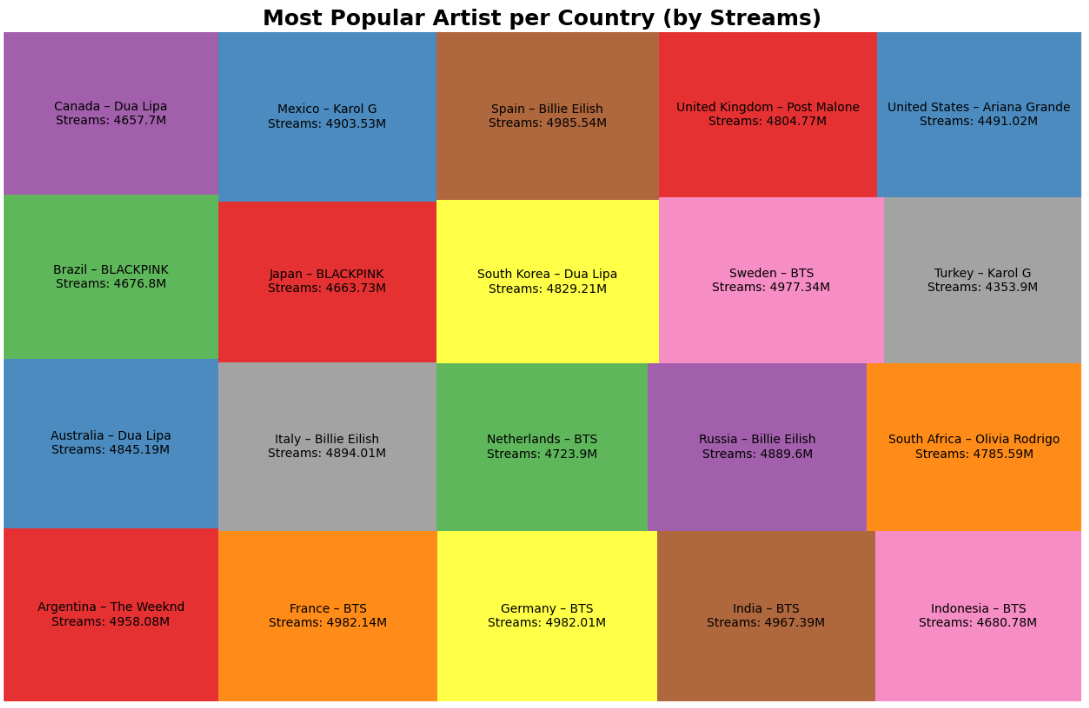 Most Popular Artist per Country (by Streams)
Canada – Dua Lipa
Streams: 4657.7M
Mexico – Karol G
Streams: 4903.53M
Spain – Billie Eilish
Streams: 4985.54M
United Kingdom – Post Malone
Streams: 4804.77M
United States – Ariana Grande
Streams: 4491.02M
Brazil – BLACKPINK
Streams: 4676.8M
Japan – BLACKPINK
Streams: 4663.73M
South Korea – Dua Lipa
Streams: 4829.21M
Sweden – BTS
Streams: 4977.34M
Turkey – Karol G
Streams: 4353.9M
Australia – Dua Lipa
Streams: 4845.19M
Italy – Billie Eilish
Streams: 4894.01M
Netherlands – BTS
Streams: 4723.9M
Russia – Billie Eilish
Streams: 4889.6M
South Africa – Olivia Rodrigo
Streams: 4785.59M
Argentina – The Weeknd
Streams: 4958.08M
France – BTS
Streams: 4982.14M
Germany – BTS
Streams: 4982.01M
India – BTS
Streams: 4967.39M
Indonesia – BTS
Streams: 4680.78M